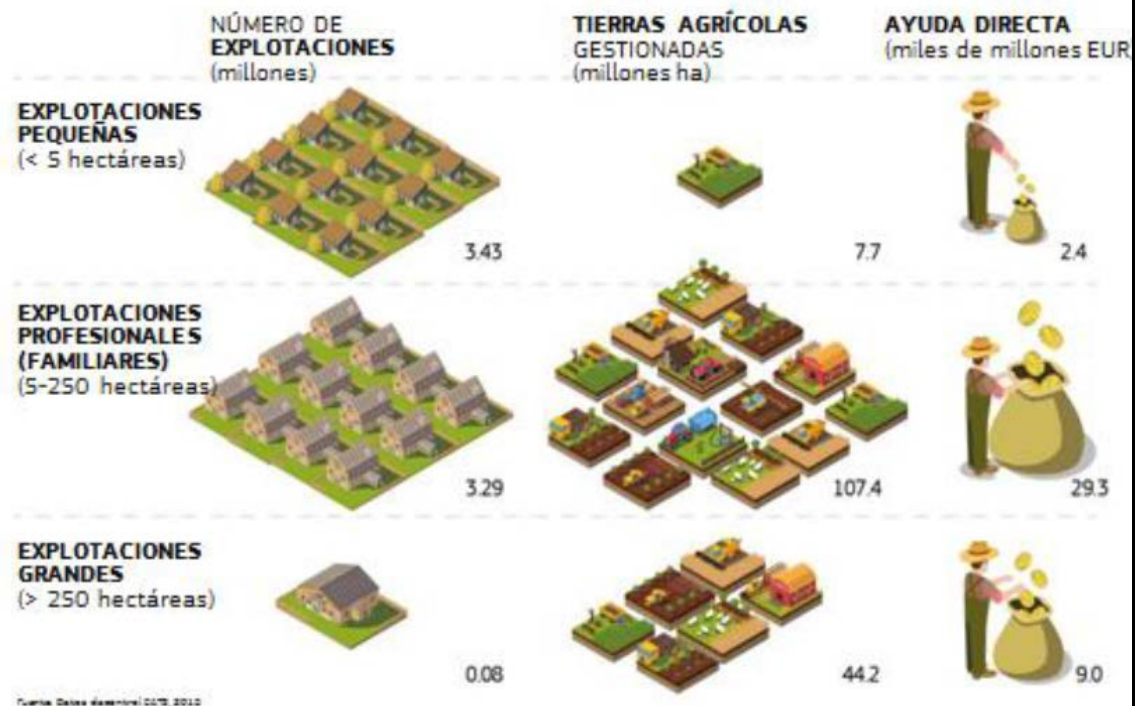 NÚMERO DE
EXPLOTACIONES
(millones)
TIERRAS AGRÍCOLAS
GESTIONADAS
(millones ha)
AYUDA DIRECTA
(miles de millones EUR
EXPLOTACIONES
PEQUEÑAS
(< 5 hectáreas)
3.43
7.7
2.4
EXPLOTACIONES
PROFESIONALES
(FAMILIARES)
(5-250 hectáreas)
3.29
107.4
29.3
EXPLOTACIONES
GRANDES
(> 250 hectáreas)
0.08
44.2
9.0